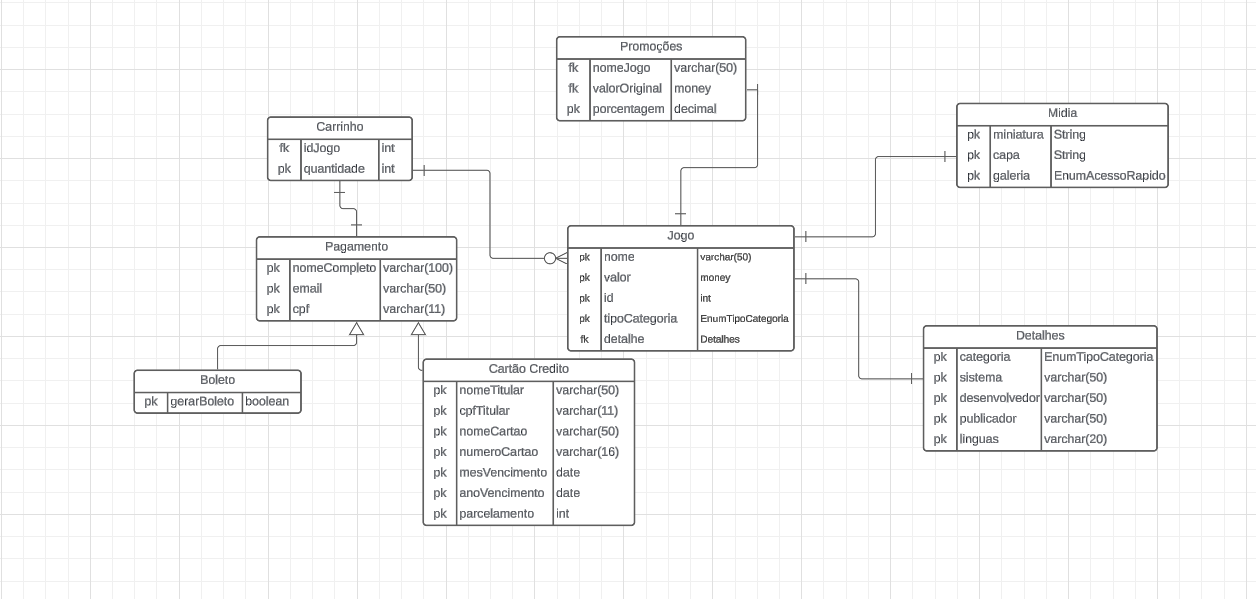 Promoções
fk nomeJogo varchar(50)
fk valorOriginal money
pk porcentagem decimal
Carrinho
fk idJogo int
pk quantidade int
Midia
pk miniatura String
pk capa String
pk galeria EnumAcessoRapido
Pagamento
pk nomeCompleto varchar(100)
pk email varchar(50)
pk cpf varchar(11)
Jogo
pk nome varchar(50)
pk valor money
pk id int
pk tipoCategoria EnumTipoCategoria
fk detalhe Detalhes
Detalhes
pk categoria EnumTipoCategoria
pk sistema varchar(50)
pk desenvolvedor varchar(50)
pk publicador varchar(50)
pk linguas varchar(20)
Boleto
pk gerarBoleto boolean
Cartão Credito
pk nomeTitular varchar(50)
pk cpfTitular varchar(11)
pk nomeCartao varchar(50)
pk numeroCartao varchar(16)
pk mesVencimento date
pk anoVencimento date
pk parcelamento int